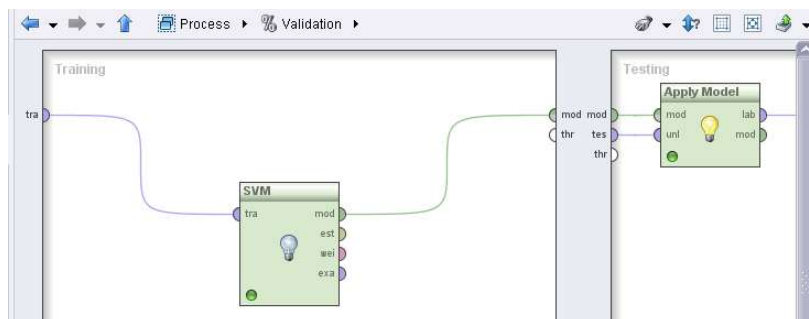 Process Validation
Training
tra
SVM
tra
mod
est
wei
exa
mod
thr
mod
tes
thr
Testing
Apply Model
mod
unl
lab
mod